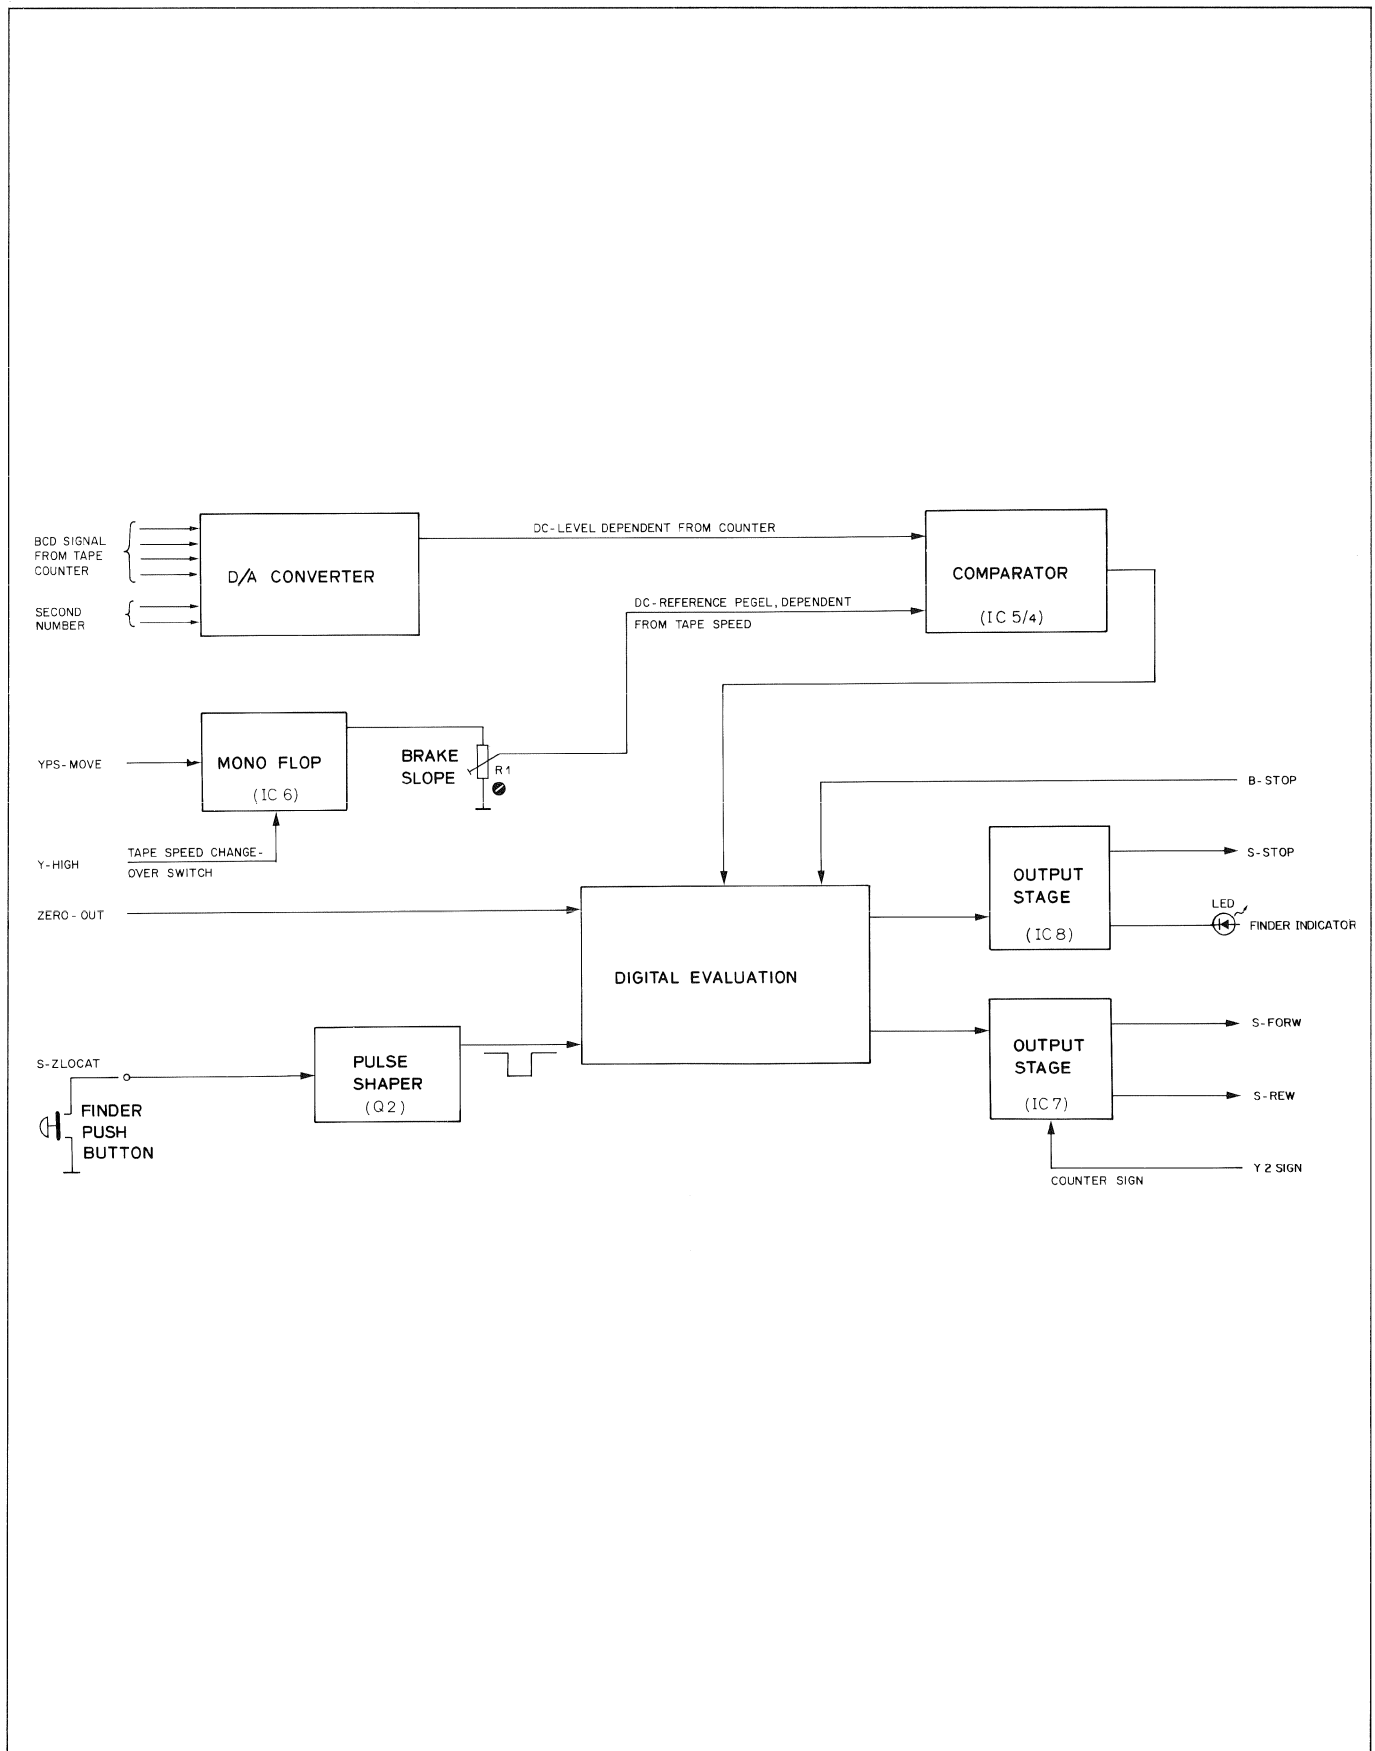 BCD SIGNAL
FROM TAPE
COUNTER
SECOND
NUMBER
D/A CONVERTER
DC-LEVEL DEPENDENT FROM COUNTER
DC-REFERENCE PEGEL, DEPENDENT
FROM TAPE SPEED
COMPARATOR
(IC 5/4)
YPS-MOVE
MONO FLOP
(IC 6)
BRAKE
SLOPE
R1
Y-HIGH
TAPE SPEED CHANGE-
OVER SWITCH
ZERO-OUT
B-STOP
OUTPUT
STAGE
(IC 8)
S-STOP
LED
FINDER INDICATOR
DIGITAL EVALUATION
S-ZLOCAT
FINDER
PUSH
BUTTON
PULSE
SHAPER
(Q2)
OUTPUT
STAGE
(IC 7)
S-FORW
S-REW
Y2 SIGN
COUNTER SIGN